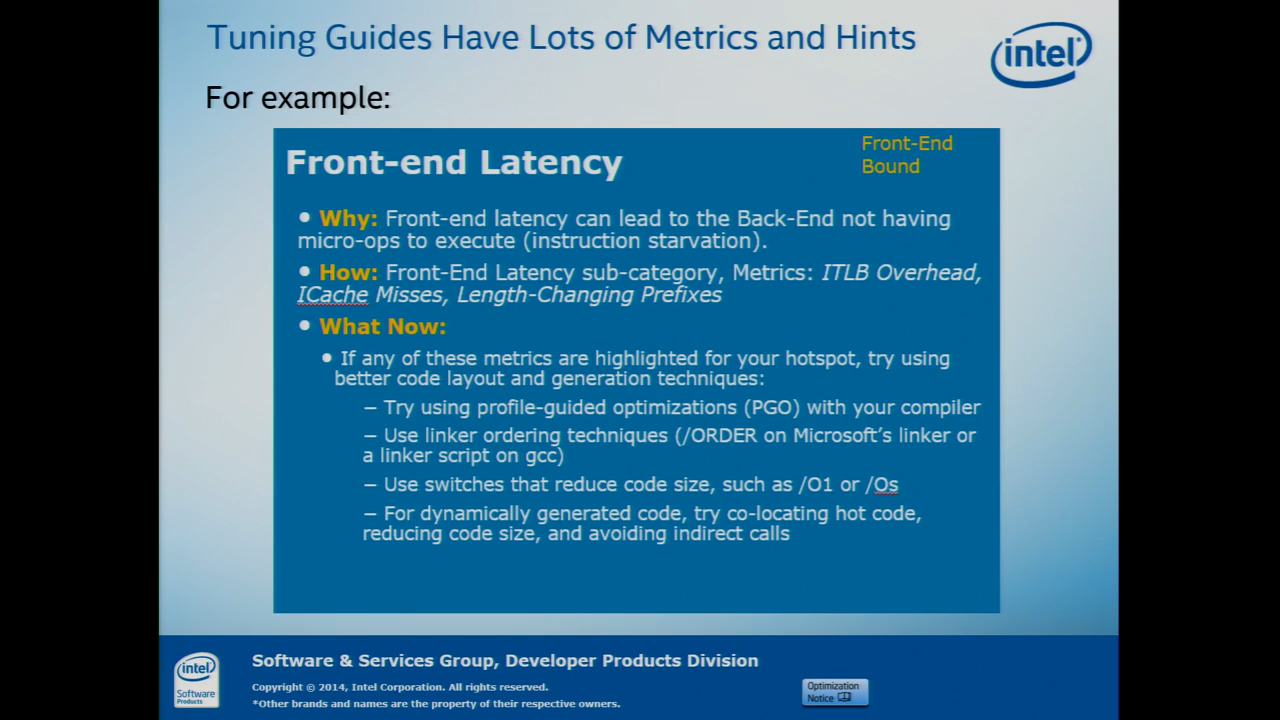 Tuning Guides Have Lots of Metrics and Hints
intel
For example:
Front-End
Bound
Front-end Latency
• Why: Front-end latency can lead to the Back-End not having
micro-ops to execute (instruction starvation).
• How: Front-End Latency sub-category, Metrics: ITLB Overhead,
ICache Misses, Length-Changing Prefixes
• What Now:
• If any of these metrics are highlighted for your hotspot, try using
better code layout and generation techniques:
– Try using profile-guided optimizations (PGO) with your compiler
– Use linker ordering techniques (/ORDER on Microsoft's linker or
a linker script on gcc)
– Use switches that reduce code size, such as /O1 or /Os
– For dynamically generated code, try co-locating hot code,
reducing code size, and avoiding indirect calls
intel
Software
Products
Software & Services Group, Developer Products Division
Copyright © 2014, Intel Corporation. All rights reserved.
*Other brands and names are the property of their respective owners.
Optimization
Notice